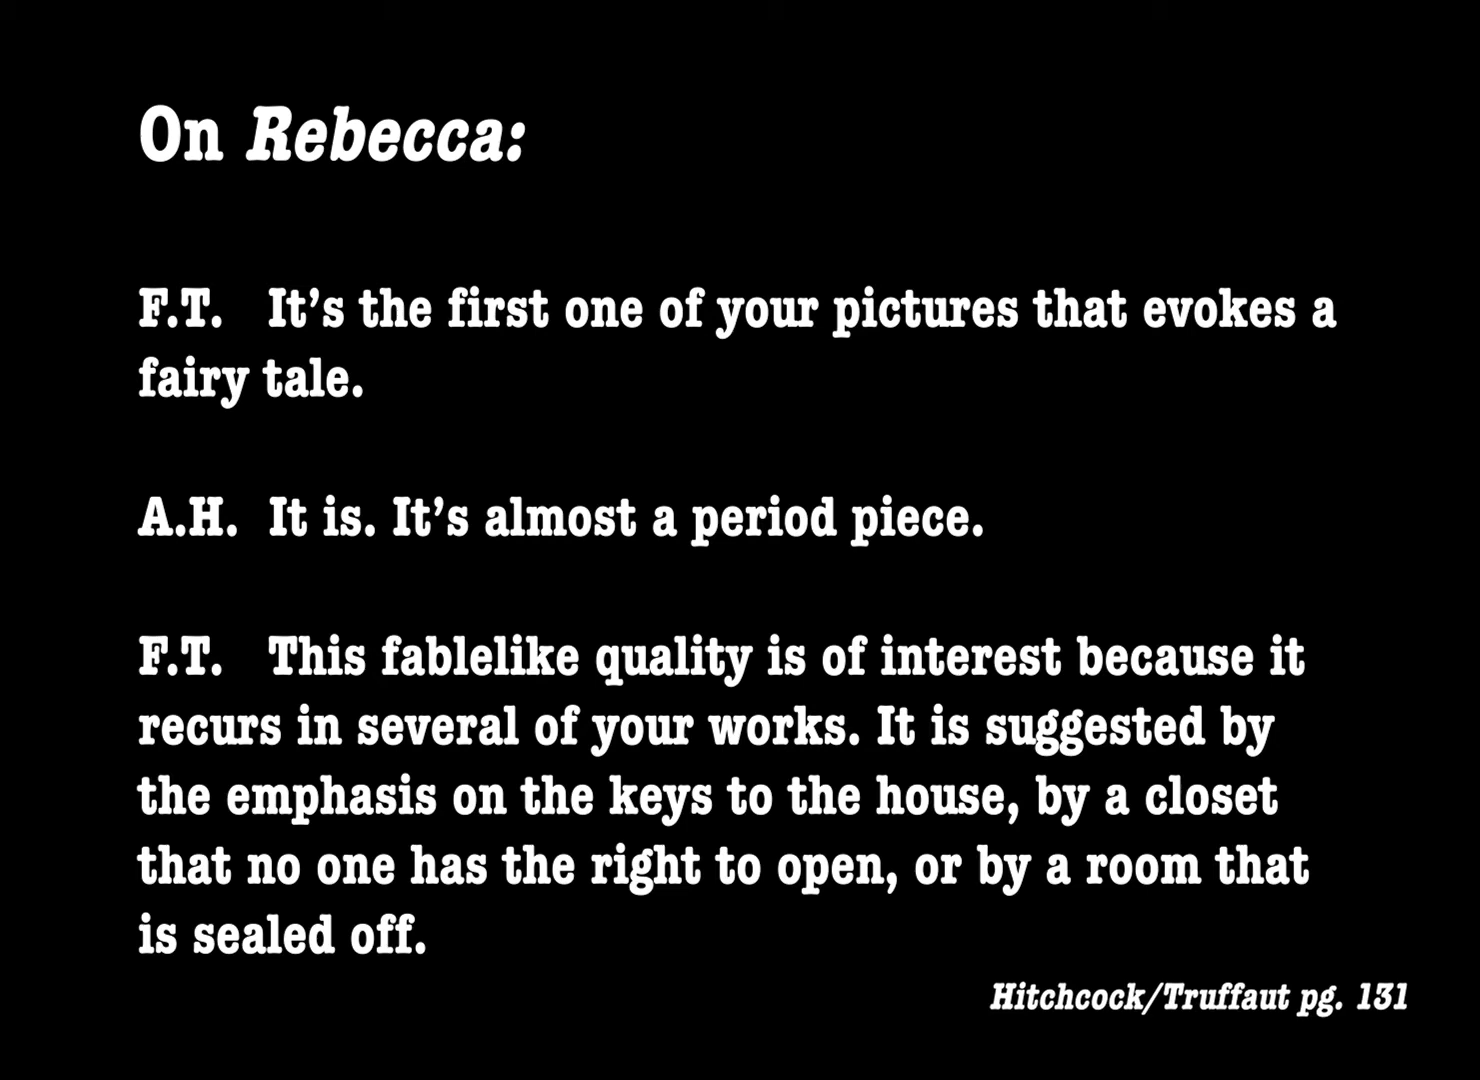 On Rebecca:
F.T. It’s the first one of your pictures that evokes a
fairy tale.
A.H. It is. It’s almost a period piece.
F.T. This fablelike quality is of interest because it
recurs in several of your works. It is suggested by
the emphasis on the keys to the house, by a closet
that no one has the right to open, or by a room that
is sealed off.
Hitchcock/Truffaut pg. 131